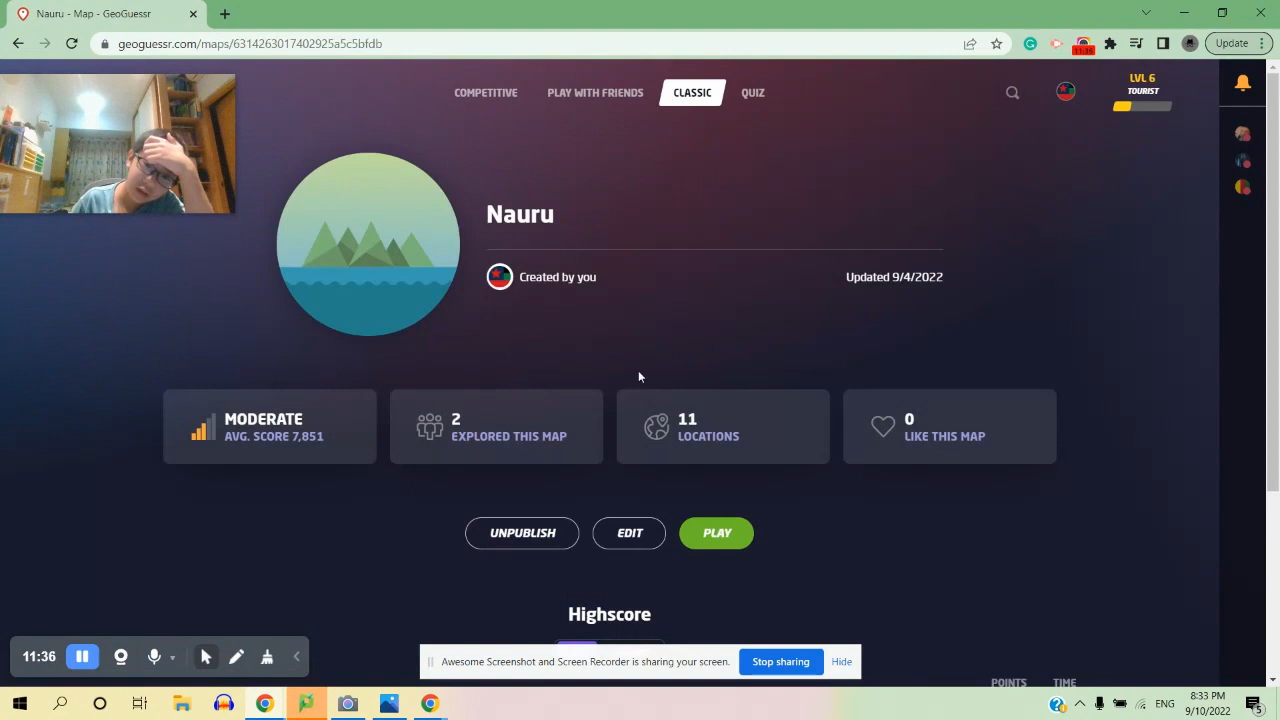 Nauru - Map - GeoGuessr
geoguessr.com/maps/6314263017402925a5c5bfdb
11:35
Update
COMPETITIVE
PLAY WITH FRIENDS
CLASSIC
QUIZ
LVL 6
TOURIST
Nauru
Created by you
Updated 9/4/2022
MODERATE
AVG. SCORE 7,851
2
EXPLORED THIS MAP
11
LOCATIONS
0
LIKE THIS MAP
UNPUBLISH
EDIT
PLAY
Highscore
11:36
Awesome Screenshot and Screen Recorder is sharing your screen.
Stop sharing
Hide
POINTS
TIME
ENG
8:33 PM
9/10/2022
5